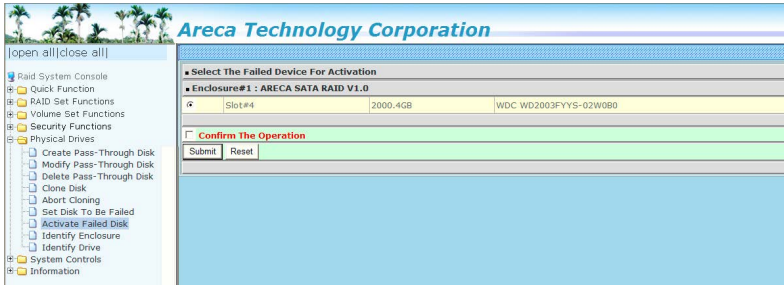 Areca Technology Corporation
|open all|close all|
Raid System Console
Quick Function
RAID Set Functions
Volume Set Functions
Security Functions
Physical Drives
Create Pass-Through Disk
Modify Pass-Through Disk
Delete Pass-Through Disk
Clone Disk
Abort Cloning
Set Disk To Be Failed
Activate Failed Disk
Identify Enclosure
Identify Drive
System Controls
Information
Select The Failed Device For Activation
Enclosure#1 : ARECA SATA RAID V1.0
Slot#4 2000.4GB WDC WD2003FYYS-02W0B0
Confirm The Operation
Submit Reset